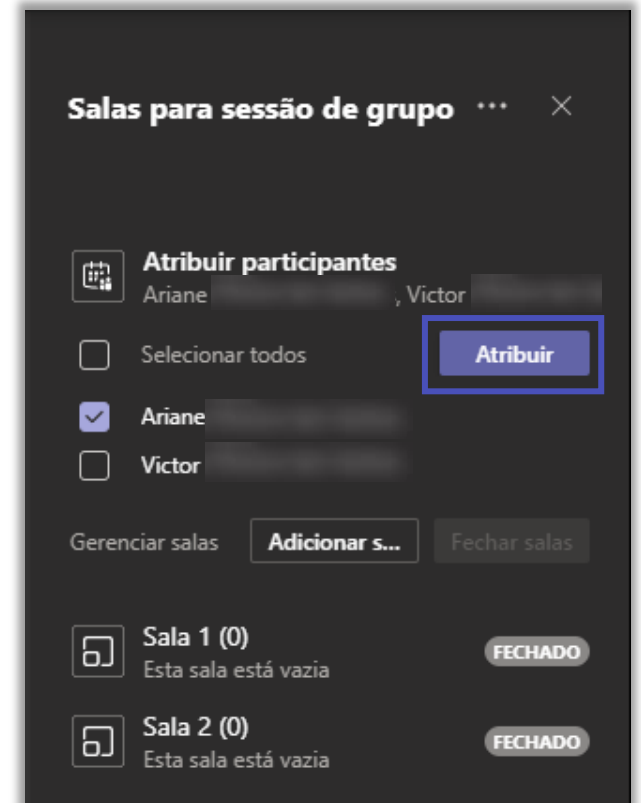 Salas para sessão de grupo ...
Atribuir participantes
Ariane , Victor
Selecionar todos Atribuir
Ariane
Victor
Gerenciar salas Adicionar s... Fechar salas
Sala 1 (0)
Esta sala está vazia FECHADO
Sala 2 (0)
Esta sala está vazia FECHADO